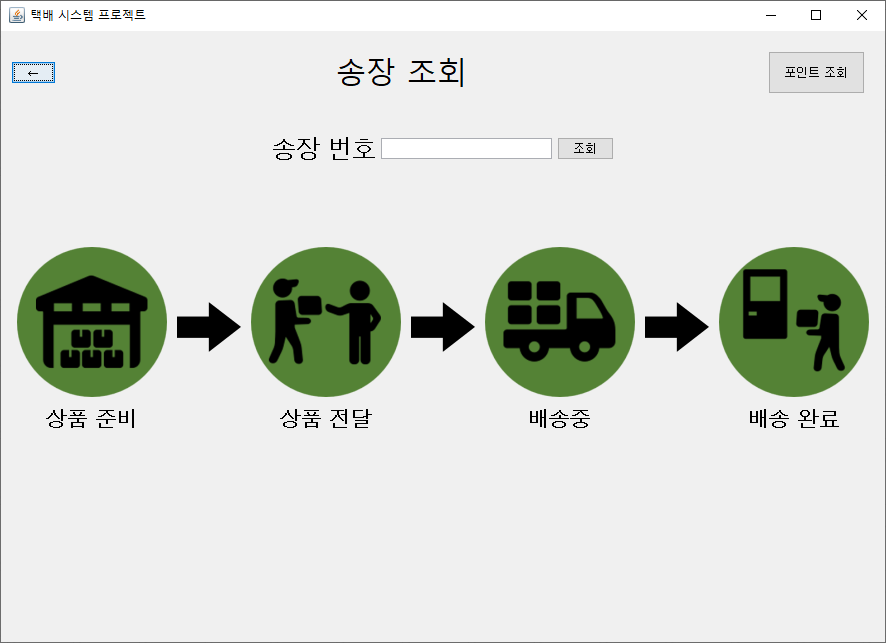 택배 시스템 프로젝트
←
송장 조회
포인트 조회
송장 번호
조회
상품 준비
상품 전달
배송중
배송 완료